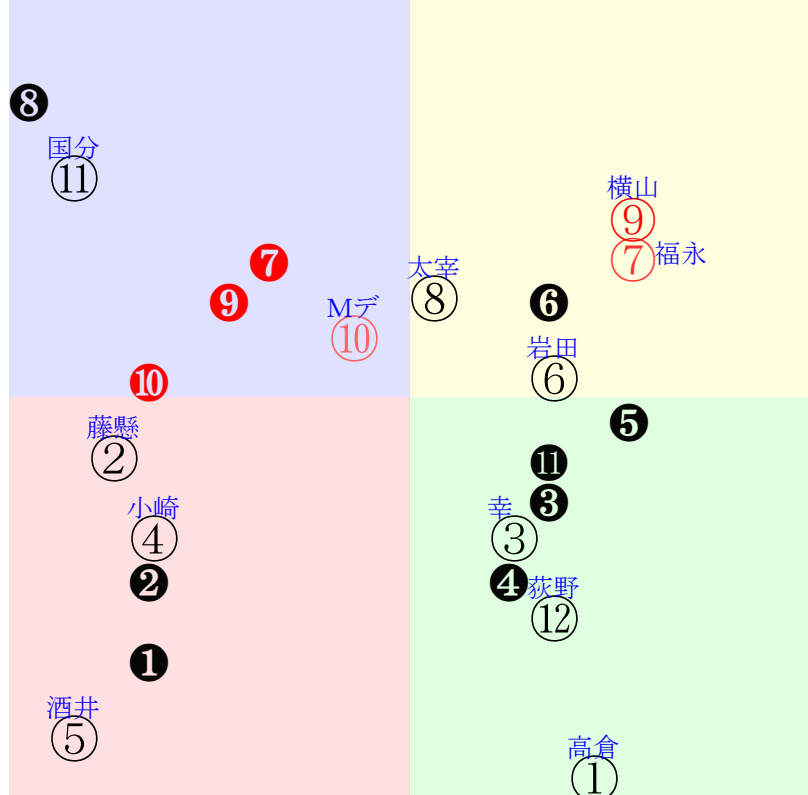 ❽
国分
⑪
横山
⑨
福永
⑦
❼
太宰
⑧
❾
Mデ
⑩
❻
岩田
⑥
❿
藤懸
②
❺
⓫
小崎
④
幸
③
❸
❷
❹
荻野
⑫
❶
酒井
⑤
高倉
①